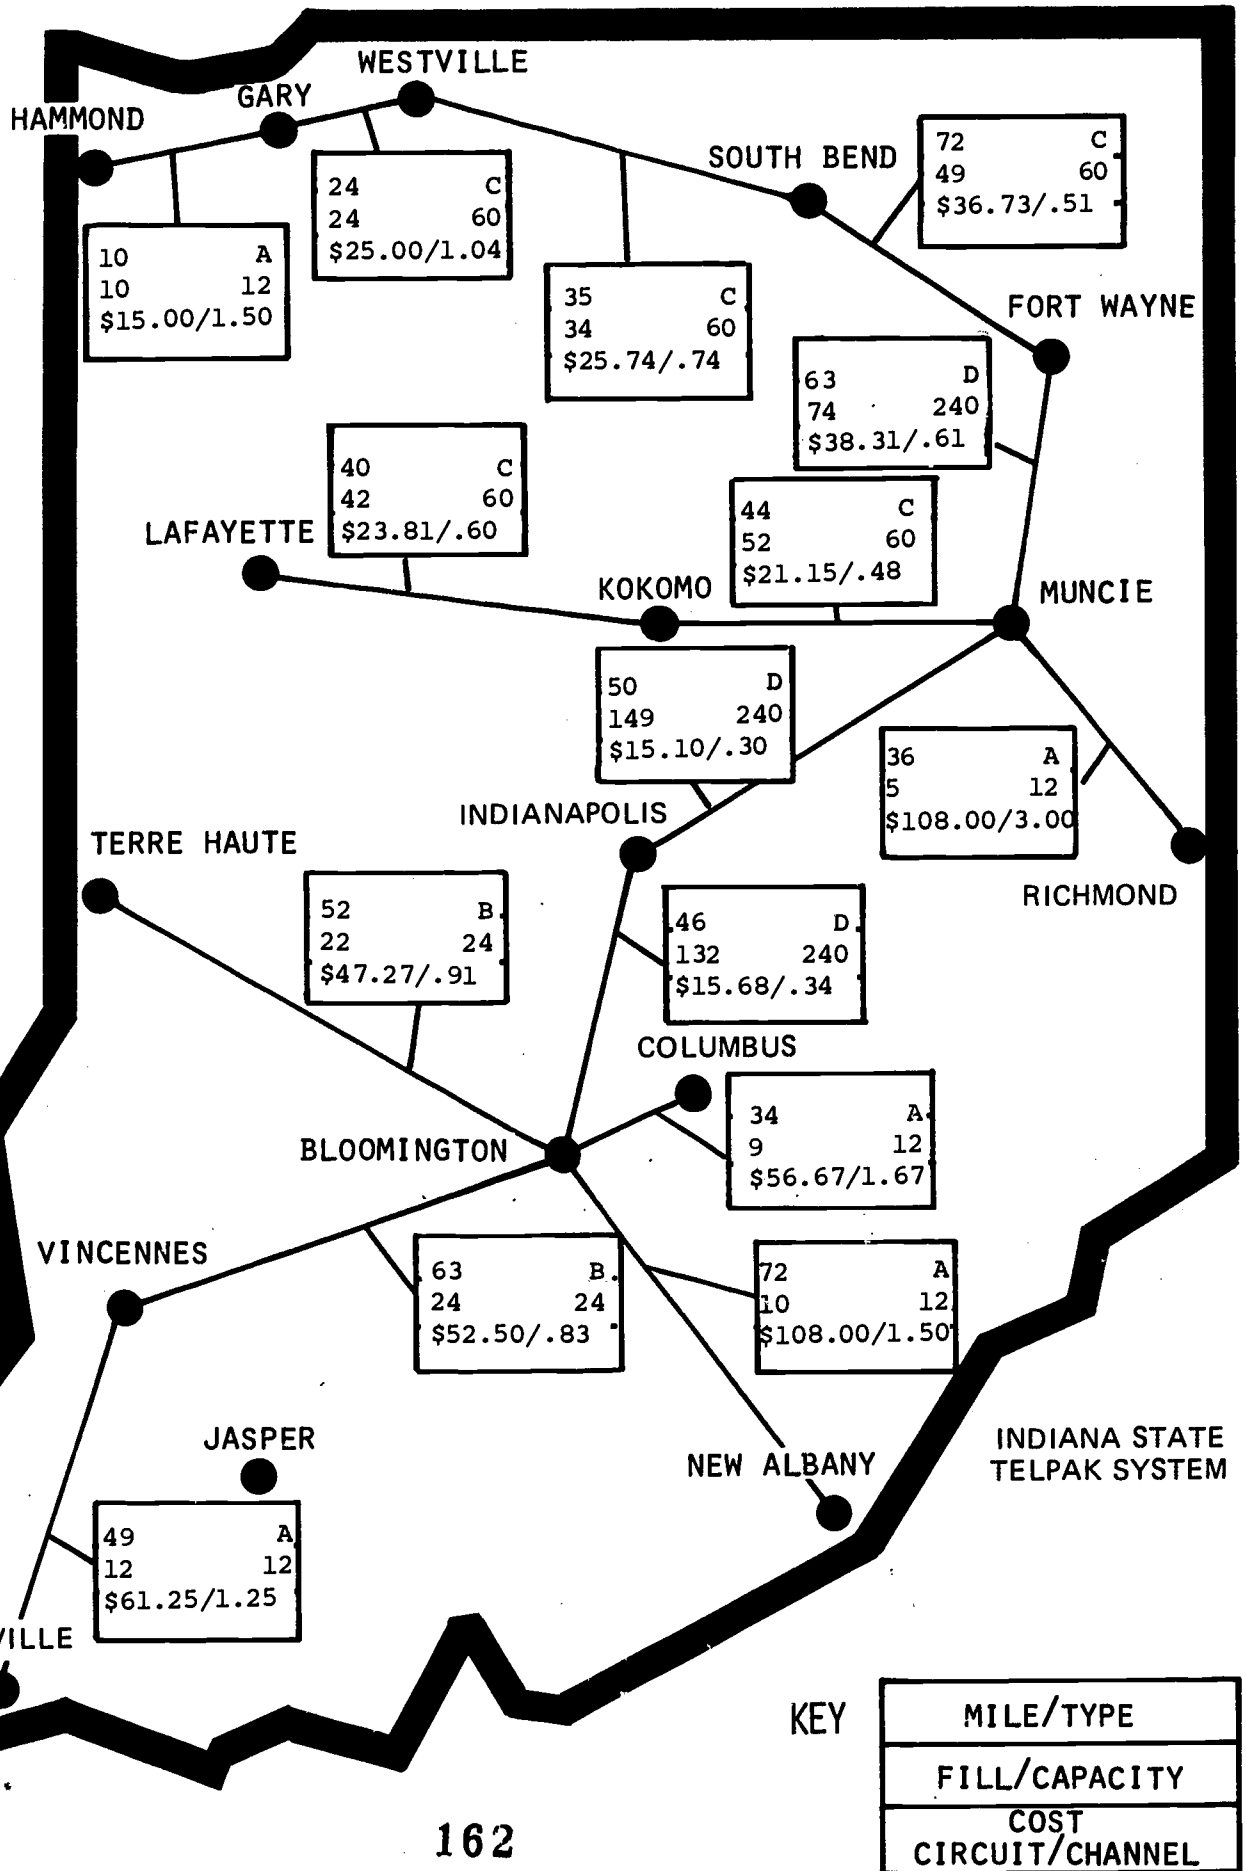 WESTVILLE
GARY
HAMMOND
SOUTH BEND
72 C
49 60
$36.73/.51
24 C
24 60
$25.00/1.04
10 A
10 12
$15.00/1.50
35 C
34 60
$25.74/.74
FORT WAYNE
63 D
74 240
$38.31/.61
40 C
42 60
$23.81/.60
LAFAYETTE
44 C
52 60
$21.15/.48
KOKOMO
MUNCIE
50 D
149 240
$15.10/.30
36 A
5 12
$108.00/3.00
INDIANAPOLIS
TERRE HAUTE
RICHMOND
52 B
22 24
$47.27/.91
46 D
132 240
$15.68/.34
COLUMBUS
34 A
9 12
$56.67/1.67
BLOOMINGTON
VINCENNES
63 B
24 24
$52.50/.83
72 A
10 12
$108.00/1.50
JASPER
NEW ALBANY
INDIANA STATE
TELPAK SYSTEM
49 A
12 12
$61.25/1.25
VILLE
KEY
MILE/TYPE
FILL/CAPACITY
COST
CIRCUIT/CHANNEL
162